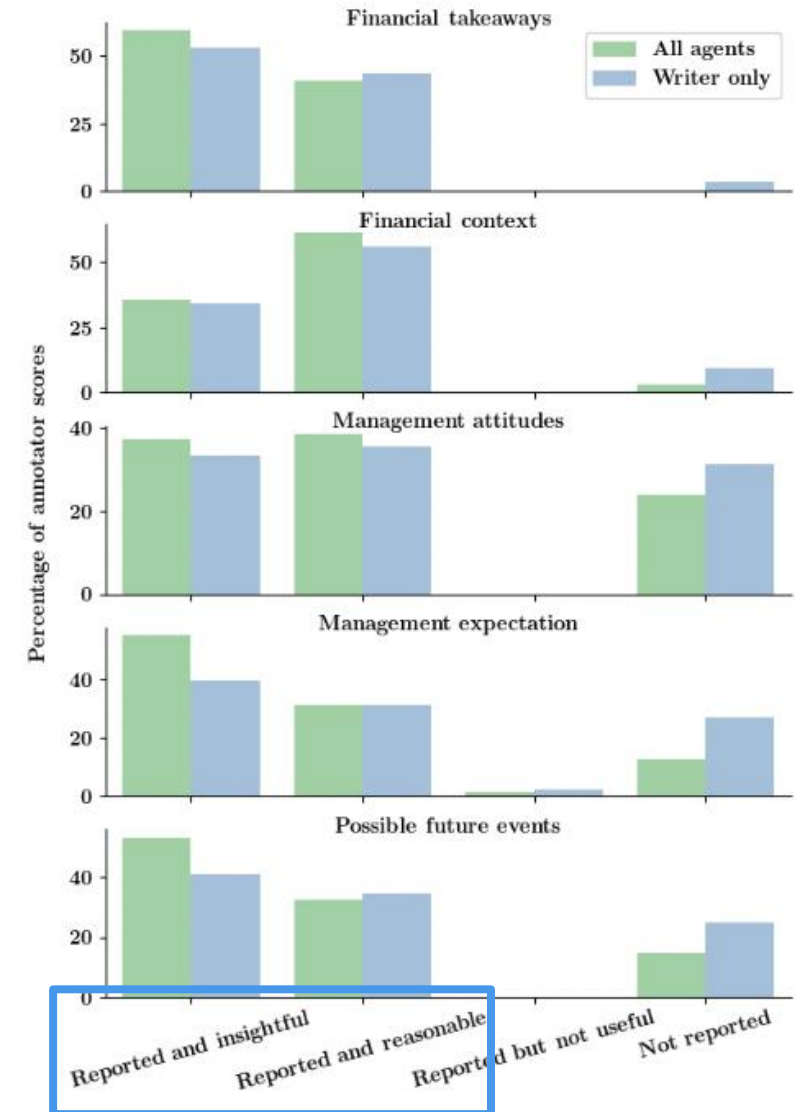 Financial takeaways
All agents
Writer only
50
25
0
Financial context
50
25
0
Percentage of annotator scores
Management attitudes
40
20
0
Management expectation
40
20
0
Possible future events
40
20
0
Reported and insightful
Reported and reasonable
Reported but not useful
Not reported